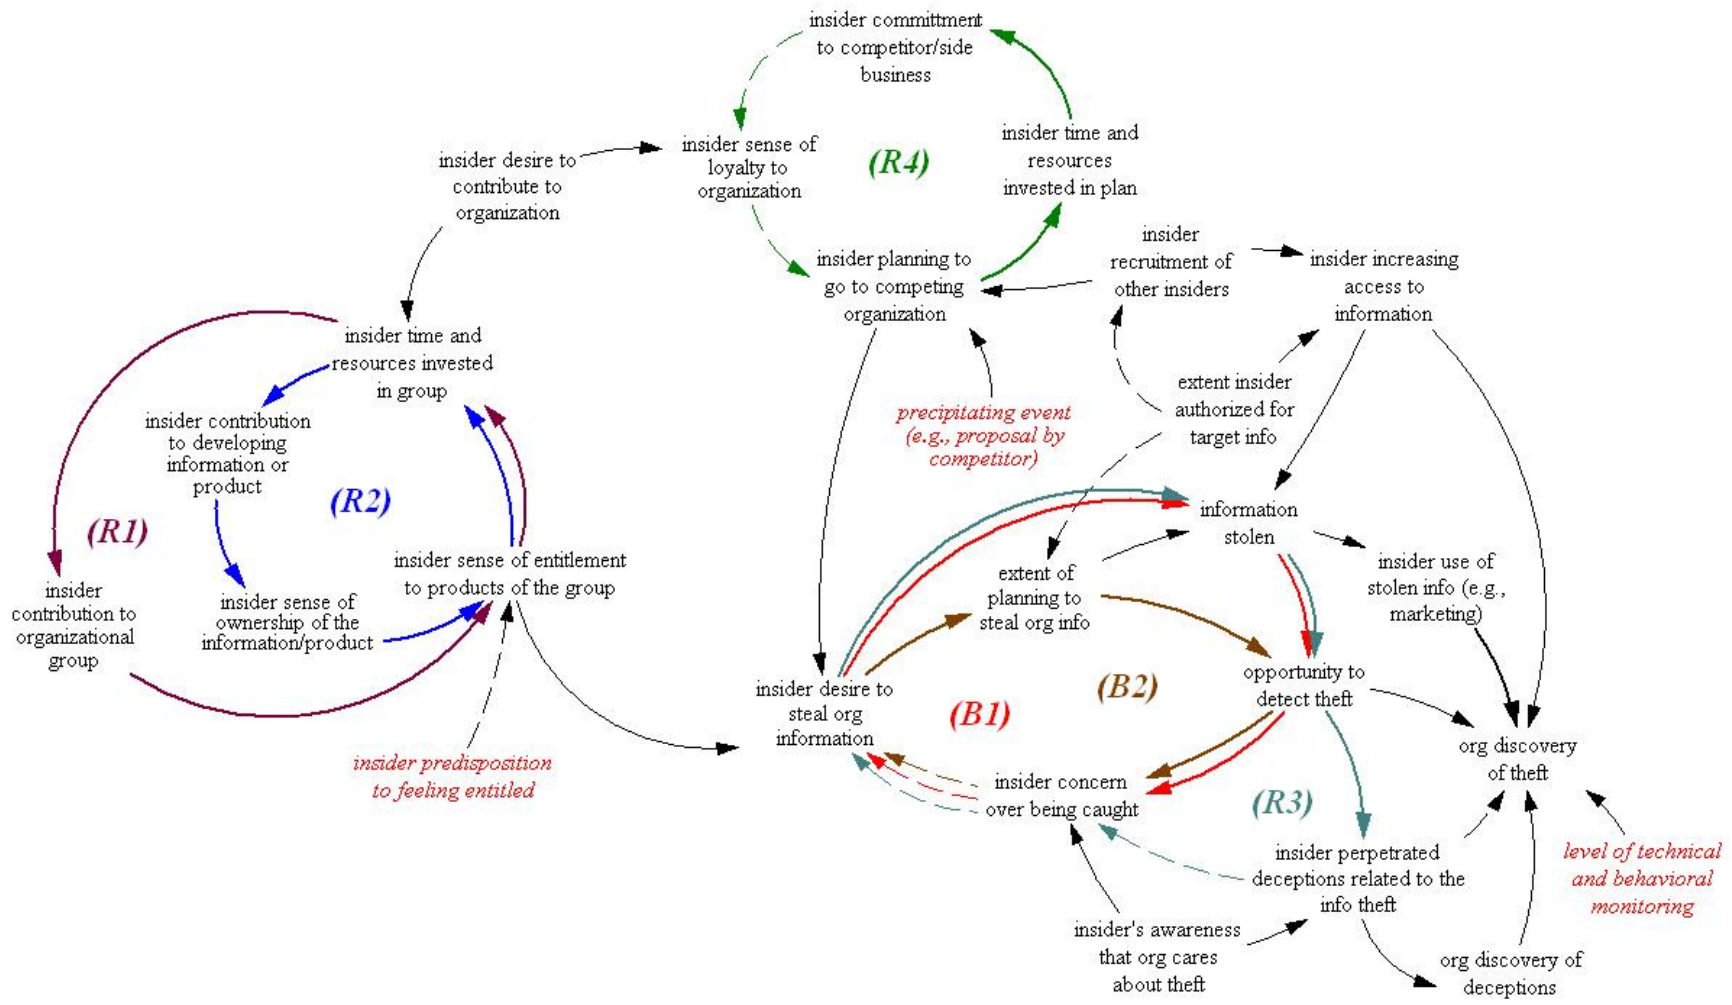 insider committment
to competitor/side
business
insider sense of
loyalty to
organization
(R4)
insider time and
resources
invested in plan
insider desire to
contribute to
organization
insider planning to
go to competing
organization
insider
recruitment of
other insiders
insider increasing
access to
information
insider time and
resources invested
in group
extent insider
authorized for
target info
precipitating event
(e.g., proposal by
competitor)
insider contribution
to developing
information or
product
(R2)
(R1)
information
stolen
insider sense of entitlement
to products of the group
extent of
planning to
steal org info
insider use of
stolen info (e.g.,
marketing)
insider
contribution to
organizational
group
insider sense of
ownership of the
information/product
insider desire to
steal org
information
(B1)
(B2)
opportunity to
detect theft
org discovery
of theft
insider predisposition
to feeling entitled
insider concern
over being caught
(R3)
insider perpetrated
deceptions related to the
info theft
level of technical
and behavioral
monitoring
insider's awareness
that org cares
about theft
org discovery of
deceptions